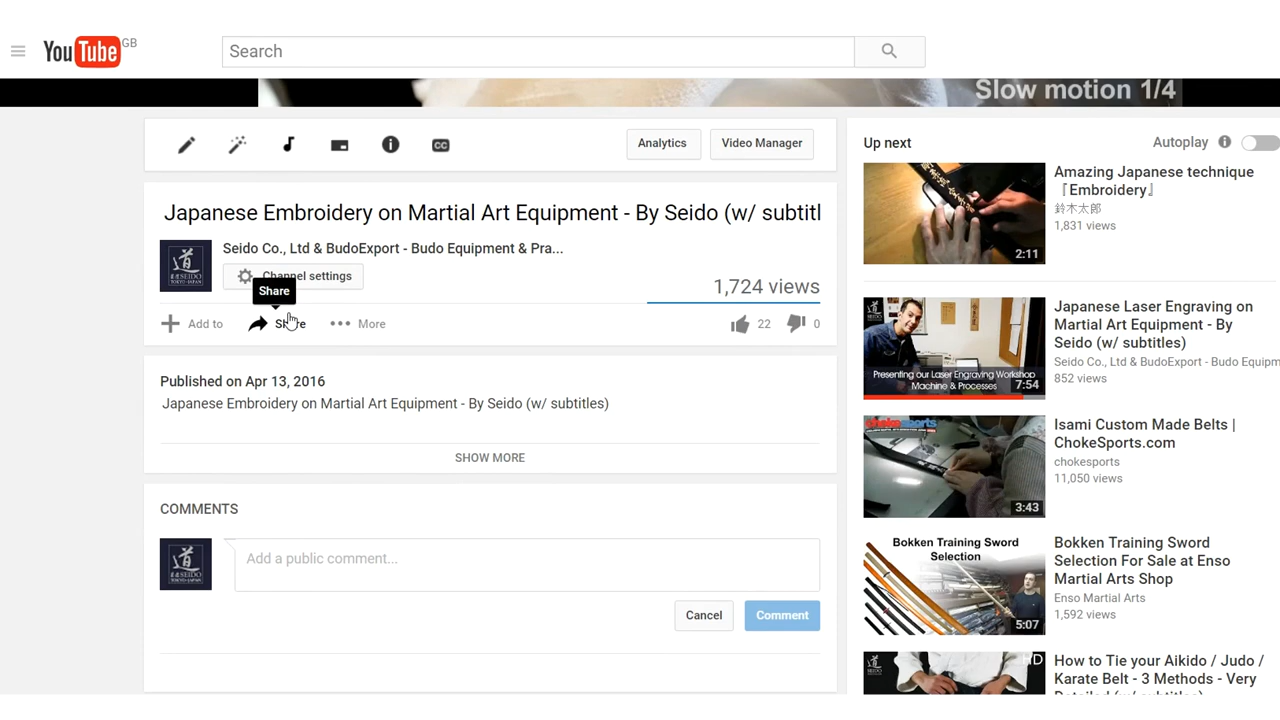 YouTube GB
Search
Slow motion 1/4
CC
Analytics
Video Manager
Japanese Embroidery on Martial Art Equipment - By Seido (w/ subtitl
Seido Co., Ltd & BudoExport - Budo Equipment & Pra...
Channel settings
Share
1,724 views
Add to
Share
More
22
0
Published on Apr 13, 2016
Japanese Embroidery on Martial Art Equipment - By Seido (w/ subtitles)
SHOW MORE
COMMENTS
道
SEIDO
Add a public comment...
Cancel
Comment
Up next
Autoplay
2:11
Amazing Japanese technique
『Embroidery』
鈴木太郎
1,831 views
Presenting our Laser Engraving Workshop
Machine & Processes
7:54
Japanese Laser Engraving on
Martial Art Equipment - By
Seido (w/ subtitles)
Seido Co., Ltd & BudoExport - Budo Equipm
852 views
chokesports
3:43
Isami Custom Made Belts |
ChokeSports.com
chokesports
11,050 views
Bokken Training Sword
Selection
5:07
Bokken Training Sword
Selection For Sale at Enso
Martial Arts Shop
Enso Martial Arts
1,592 views
HD
How to Tie your Aikido / Judo /
Karate Belt - 3 Methods - Very
Detailed (w/ subtitles)